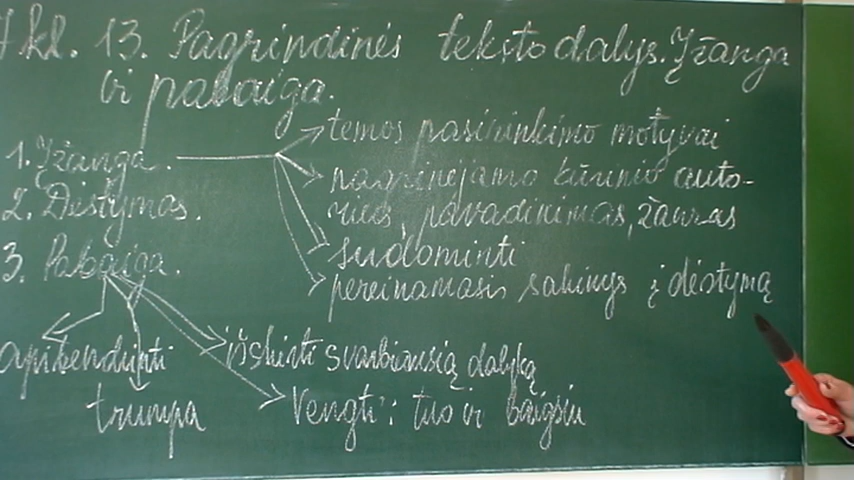 kl. 13. Pagrindinės teksto dalys. Įžanga
ir pabaiga.
temos pasirinkimo motyvai
1. Įžanga.
nagrinėjamo kūrinio auto-
rius, pavadinimas, žanras
2. Dėstymas.
sudominti
3. Pabaiga.
pereinamasis sakinys į dėstymą
apibendrinti
išskirti svarbiausią dalyką
trumpa
Vengti: tuo ir baigsiu